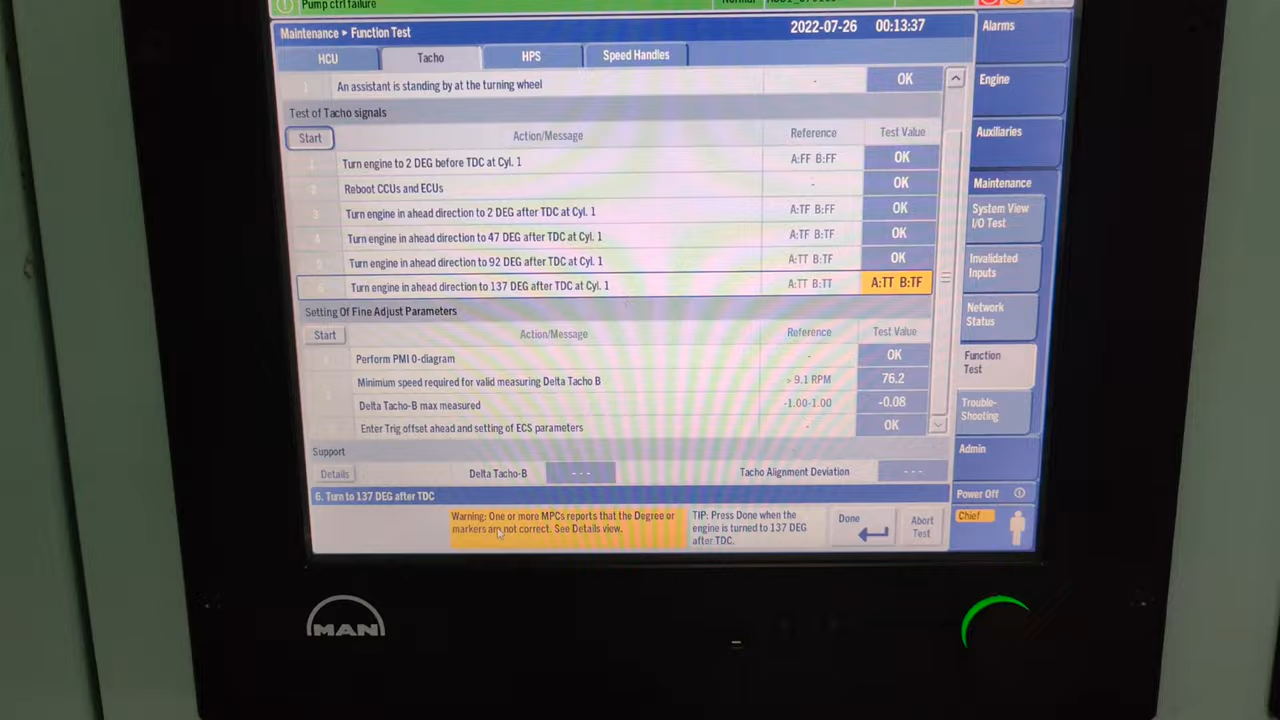 Pump ctrl failure
Maintenance ▸ Function Test 2022-07-26 00:13:37
HCU Tacho HPS Speed Handles
1 An assistant is standing by at the turning wheel - OK
Test of Tacho signals
Start Action/Message Reference Test Value
1 Turn engine to 2 DEG before TDC at Cyl. 1 A:FF B:FF OK
2 Reboot CCUs and ECUs - OK
3 Turn engine in ahead direction to 2 DEG after TDC at Cyl. 1 A:TF B:FF OK
4 Turn engine in ahead direction to 47 DEG after TDC at Cyl. 1 A:TF B:TF OK
5 Turn engine in ahead direction to 92 DEG after TDC at Cyl. 1 A:TT B:TF OK
6 Turn engine in ahead direction to 137 DEG after TDC at Cyl. 1 A:TT B:TT A:TT B:TF
Setting Of Fine Adjust Parameters
Start Action/Message Reference Test Value
Perform PMI 0-diagram - OK
Minimum speed required for valid measuring Delta Tacho B > 9.1 RPM 76.2
Delta Tacho-B max measured -1.00-1.00 -0.08
Enter Trig offset ahead and setting of ECS parameters - OK
Support
Details Delta Tacho-B --- Tacho Alignment Deviation ---
6. Turn to 137 DEG after TDC
Warning: One or more MPCs reports that the Degree or
markers are not correct. See Details view.
TIP: Press Done when the
engine is turned to 137 DEG
after TDC.
Done
Abort
Test
Alarms
Engine
Auxiliaries
Maintenance
System View
I/O Test
Invalidated
Inputs
Network
Status
Function
Test
Trouble-
Shooting
Admin
Power Off
Chief
MAN